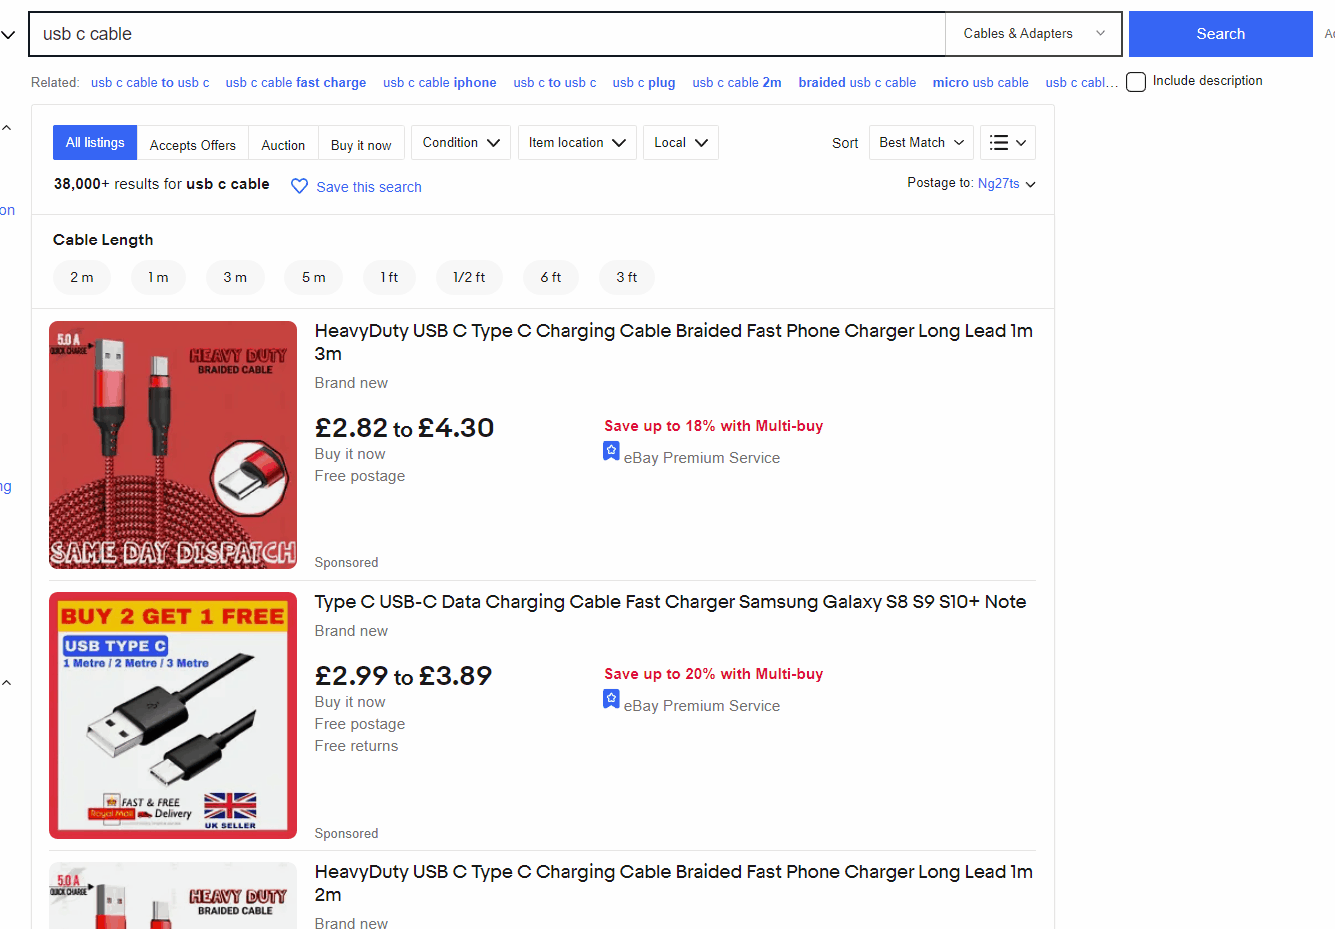 usb c cable
Cables & Adapters
Search
Related: usb c cable to usb c usb c cable fast charge usb c cable iphone usb c to usb c usb c plug usb c cable 2m braided usb c cable micro usb cable usb c cabl… Include description
All listings Accepts Offers Auction Buy it now Condition Item location Local Sort Best Match
38,000+ results for usb c cable Save this search Postage to: Ng27ts
on
Cable Length
2 m 1 m 3 m 5 m 1 ft 1/2 ft 6 ft 3 ft
5.0 A
QUICK CHARGE
HEAVY DUTY
BRAIDED CABLE
SAME DAY DISPATCH
HeavyDuty USB C Type C Charging Cable Braided Fast Phone Charger Long Lead 1m
3m
Brand new
£2.82 to £4.30
Buy it now
Free postage
Save up to 18% with Multi-buy
eBay Premium Service
ng
Sponsored
BUY 2 GET 1 FREE
USB TYPE C
1 Metre / 2 Metre / 3 Metre
FAST & FREE
Royal Mail Delivery
UK SELLER
Type C USB-C Data Charging Cable Fast Charger Samsung Galaxy S8 S9 S10+ Note
Brand new
£2.99 to £3.89
Buy it now
Free postage
Free returns
Save up to 20% with Multi-buy
eBay Premium Service
Sponsored
5.0 A
QUICK CHARGE
HEAVY DUTY
BRAIDED CABLE
HeavyDuty USB C Type C Charging Cable Braided Fast Phone Charger Long Lead 1m
2m
Brand new